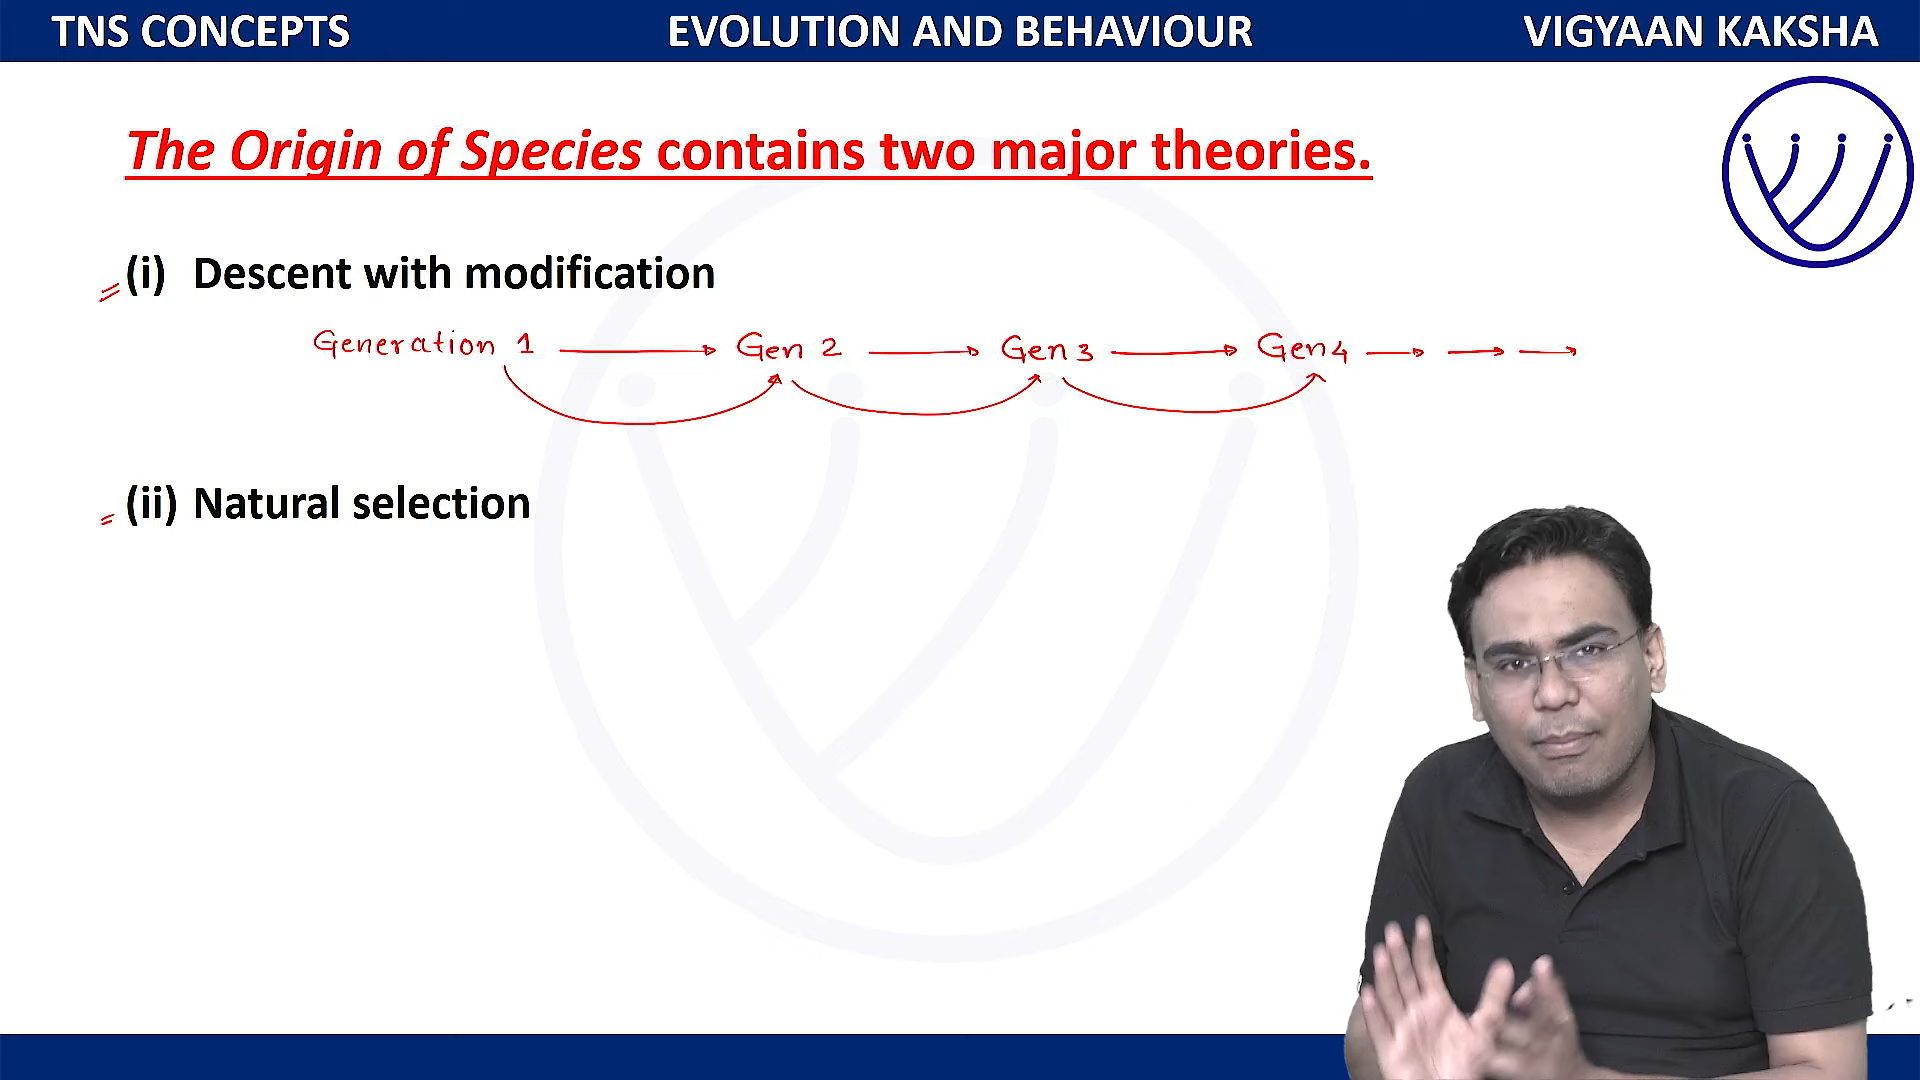 TNS CONCEPTS EVOLUTION AND BEHAVIOUR VIGYAAN KAKSHA
The Origin of Species contains two major theories.
(i) Descent with modification
Generation 1 Gen 2 Gen 3 Gen 4
(ii) Natural selection